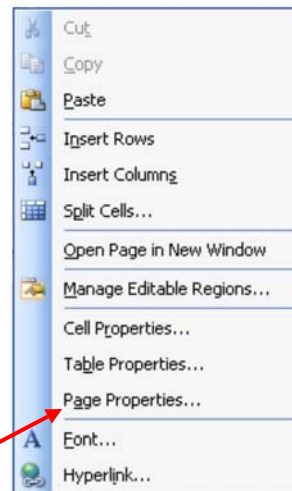 Cut
Copy
Paste
Insert Rows
Insert Columns
Split Cells...
Open Page in New Window
Manage Editable Regions...
Cell Properties...
Table Properties...
Page Properties...
Font...
Hyperlink...